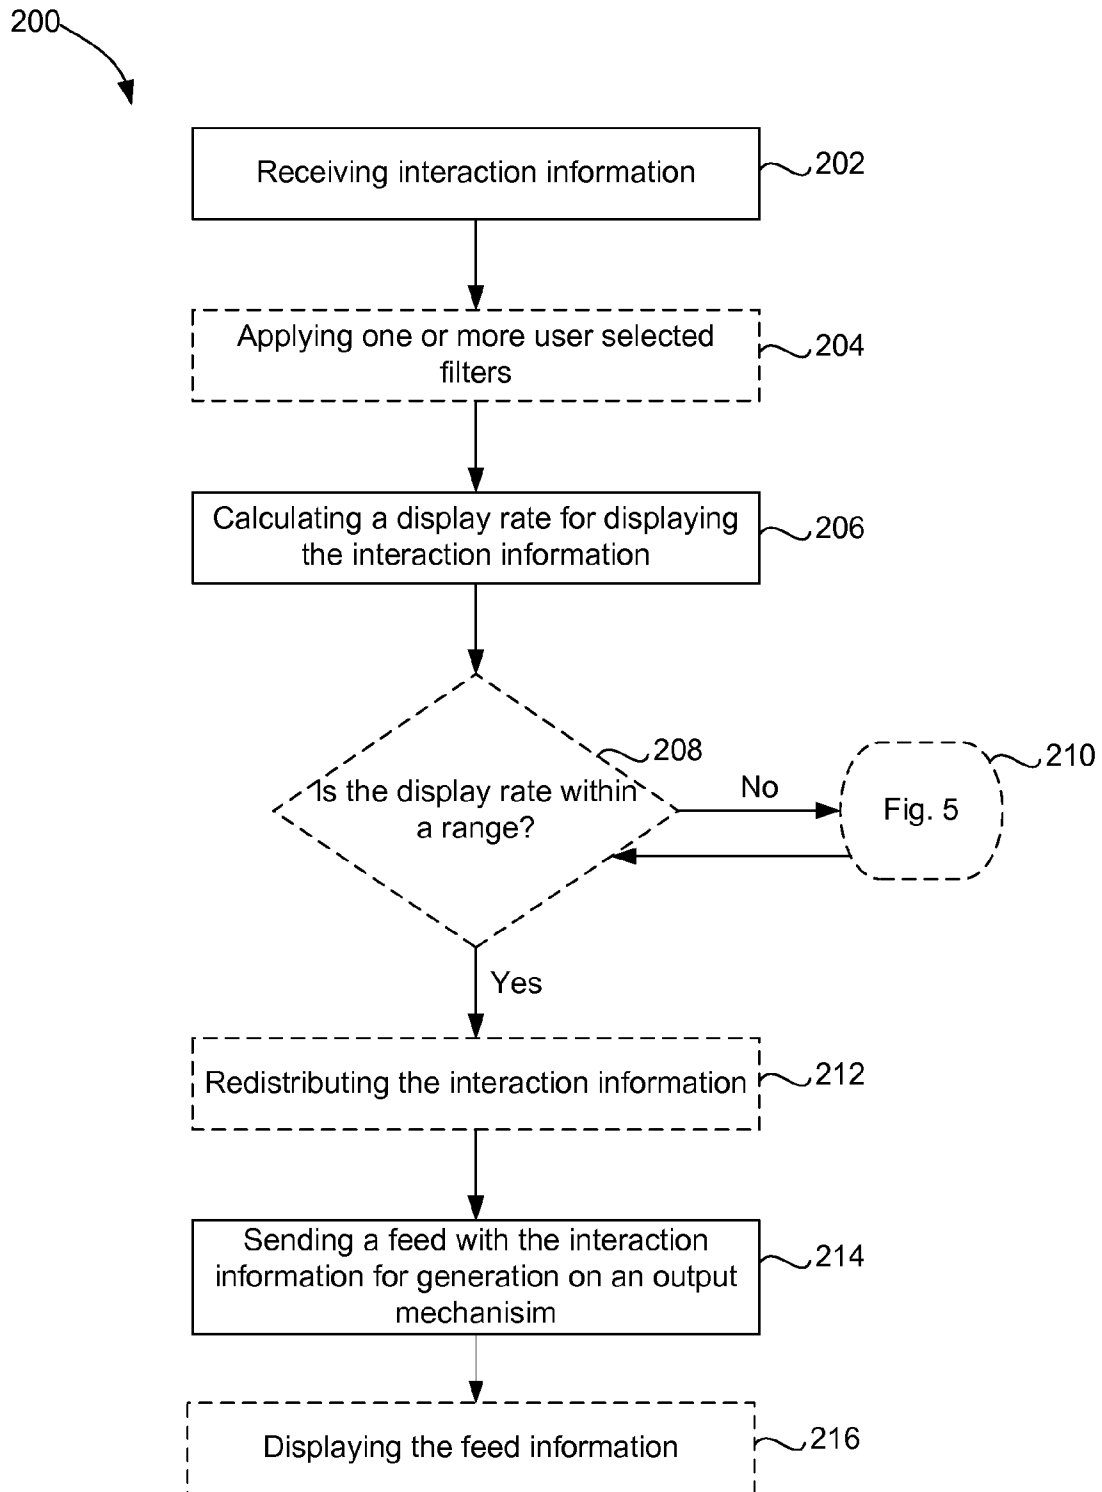 200
Receiving interaction information
202
Applying one or more user selected
filters
204
Calculating a display rate for displaying
the interaction information
206
208
Is the display rate within
a range?
No
Fig. 5
210
Yes
Redistributing the interaction information
212
Sending a feed with the interaction
information for generation on an output
mechanisim
214
Displaying the feed information
216